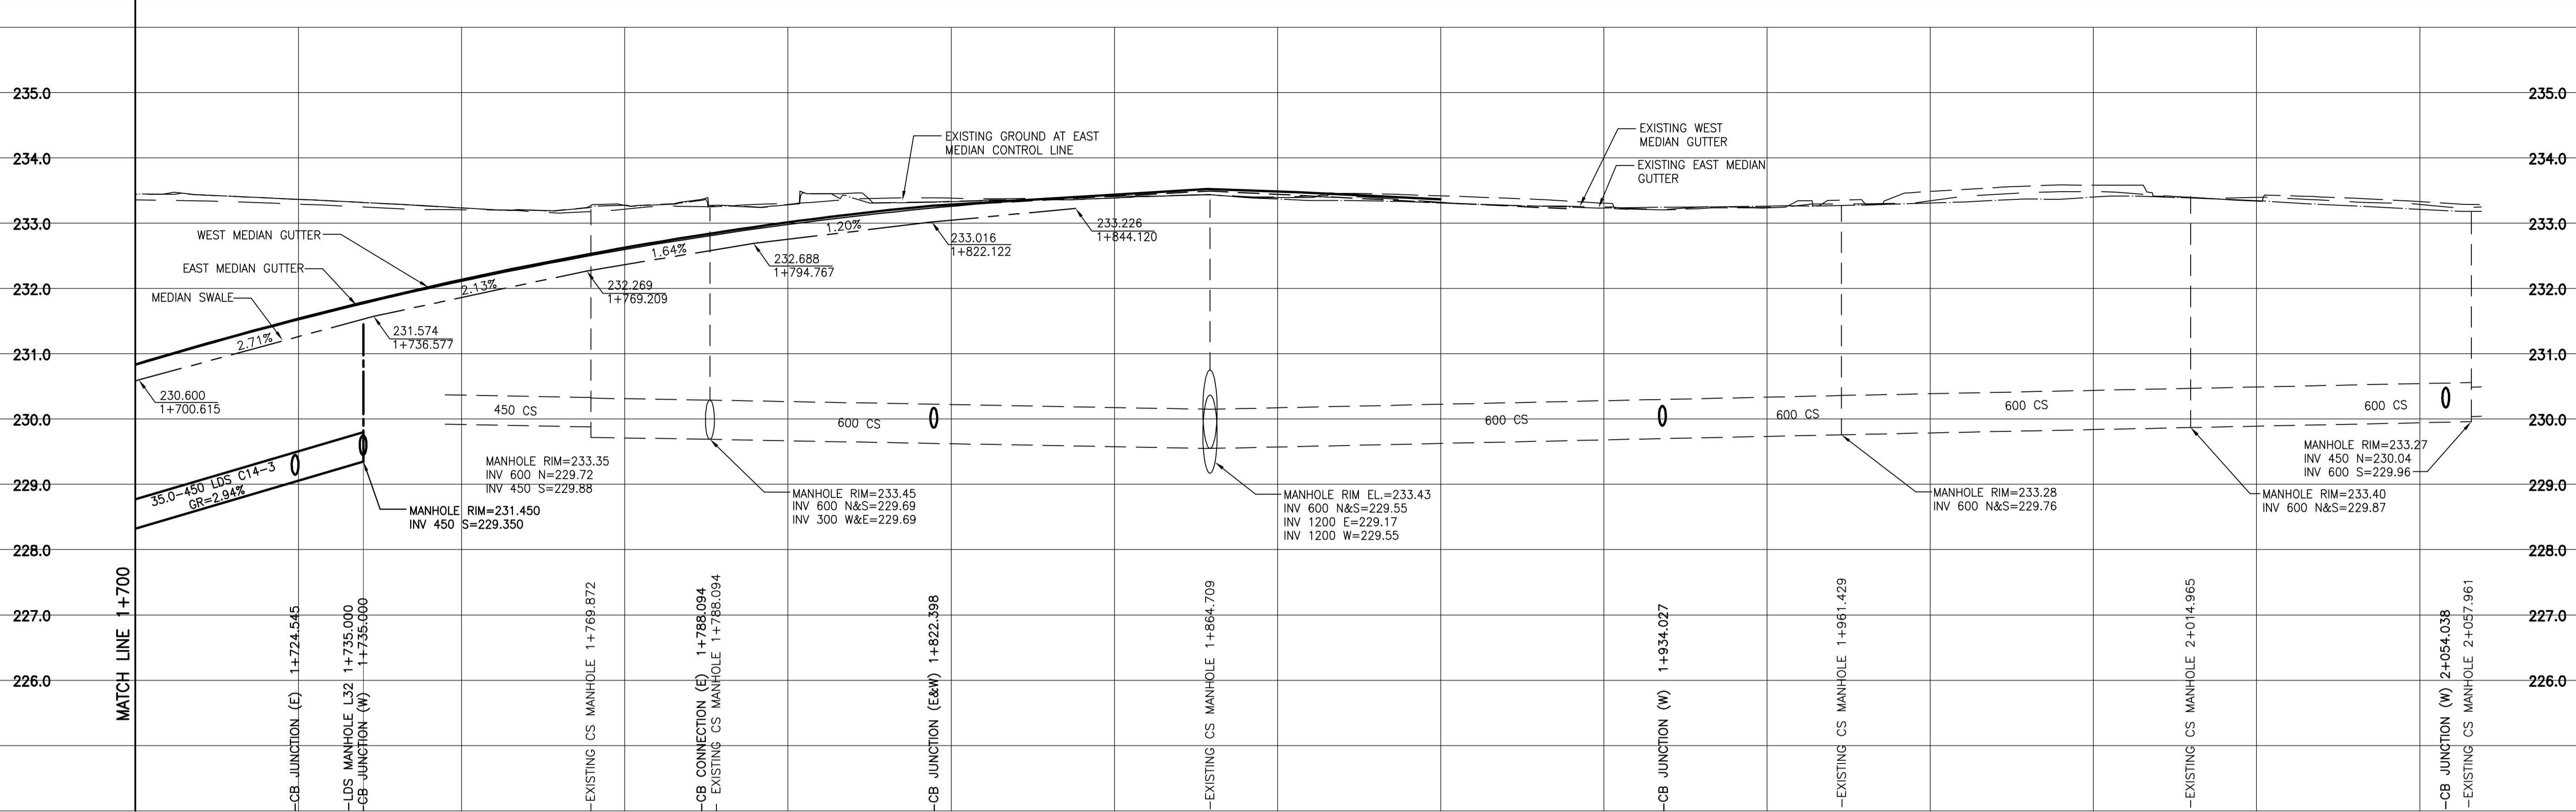 235.0
235.0
234.0
234.0
233.0
233.0
232.0
232.0
231.0
231.0
230.0
230.0
229.0
229.0
228.0
228.0
227.0
227.0
226.0
226.0
EXISTING GROUND AT EAST
MEDIAN CONTROL LINE
EXISTING WEST
MEDIAN GUTTER
EXISTING EAST MEDIAN
GUTTER
WEST MEDIAN GUTTER
EAST MEDIAN GUTTER
MEDIAN SWALE
2.71%
2.13%
1.64%
1.20%
230.600
1+700.615
231.574
1+736.577
232.269
1+769.209
232.688
1+794.767
233.016
1+822.122
233.226
1+844.120
450 CS
600 CS
600 CS
600 CS
600 CS
600 CS
35.0-450 LDS C14-3
GR=2.94%
MANHOLE RIM=231.450
INV 450 S=229.350
MANHOLE RIM=233.35
INV 600 N=229.72
INV 450 S=229.88
MANHOLE RIM=233.45
INV 600 N&S=229.69
INV 300 W&E=229.69
MANHOLE RIM EL.=233.43
INV 600 N&S=229.55
INV 1200 E=229.17
INV 1200 W=229.55
MANHOLE RIM=233.28
INV 600 N&S=229.76
MANHOLE RIM=233.40
INV 600 N&S=229.87
MANHOLE RIM=233.27
INV 450 N=230.04
INV 600 S=229.96
MATCH LINE 1+700
CB JUNCTION (E) 1+724.545
LDS MANHOLE L32 1+735.000
CB JUNCTION (W) 1+735.000
EXISTING CS MANHOLE 1+769.872
CB CONNECTION (E) 1+788.094
EXISTING CS MANHOLE 1+788.094
CB JUNCTION (E&W) 1+822.398
EXISTING CS MANHOLE 1+864.709
CB JUNCTION (W) 1+934.027
EXISTING CS MANHOLE 1+961.429
EXISTING CS MANHOLE 2+014.965
CB JUNCTION (W) 2+054.038
EXISTING CS MANHOLE 2+057.961